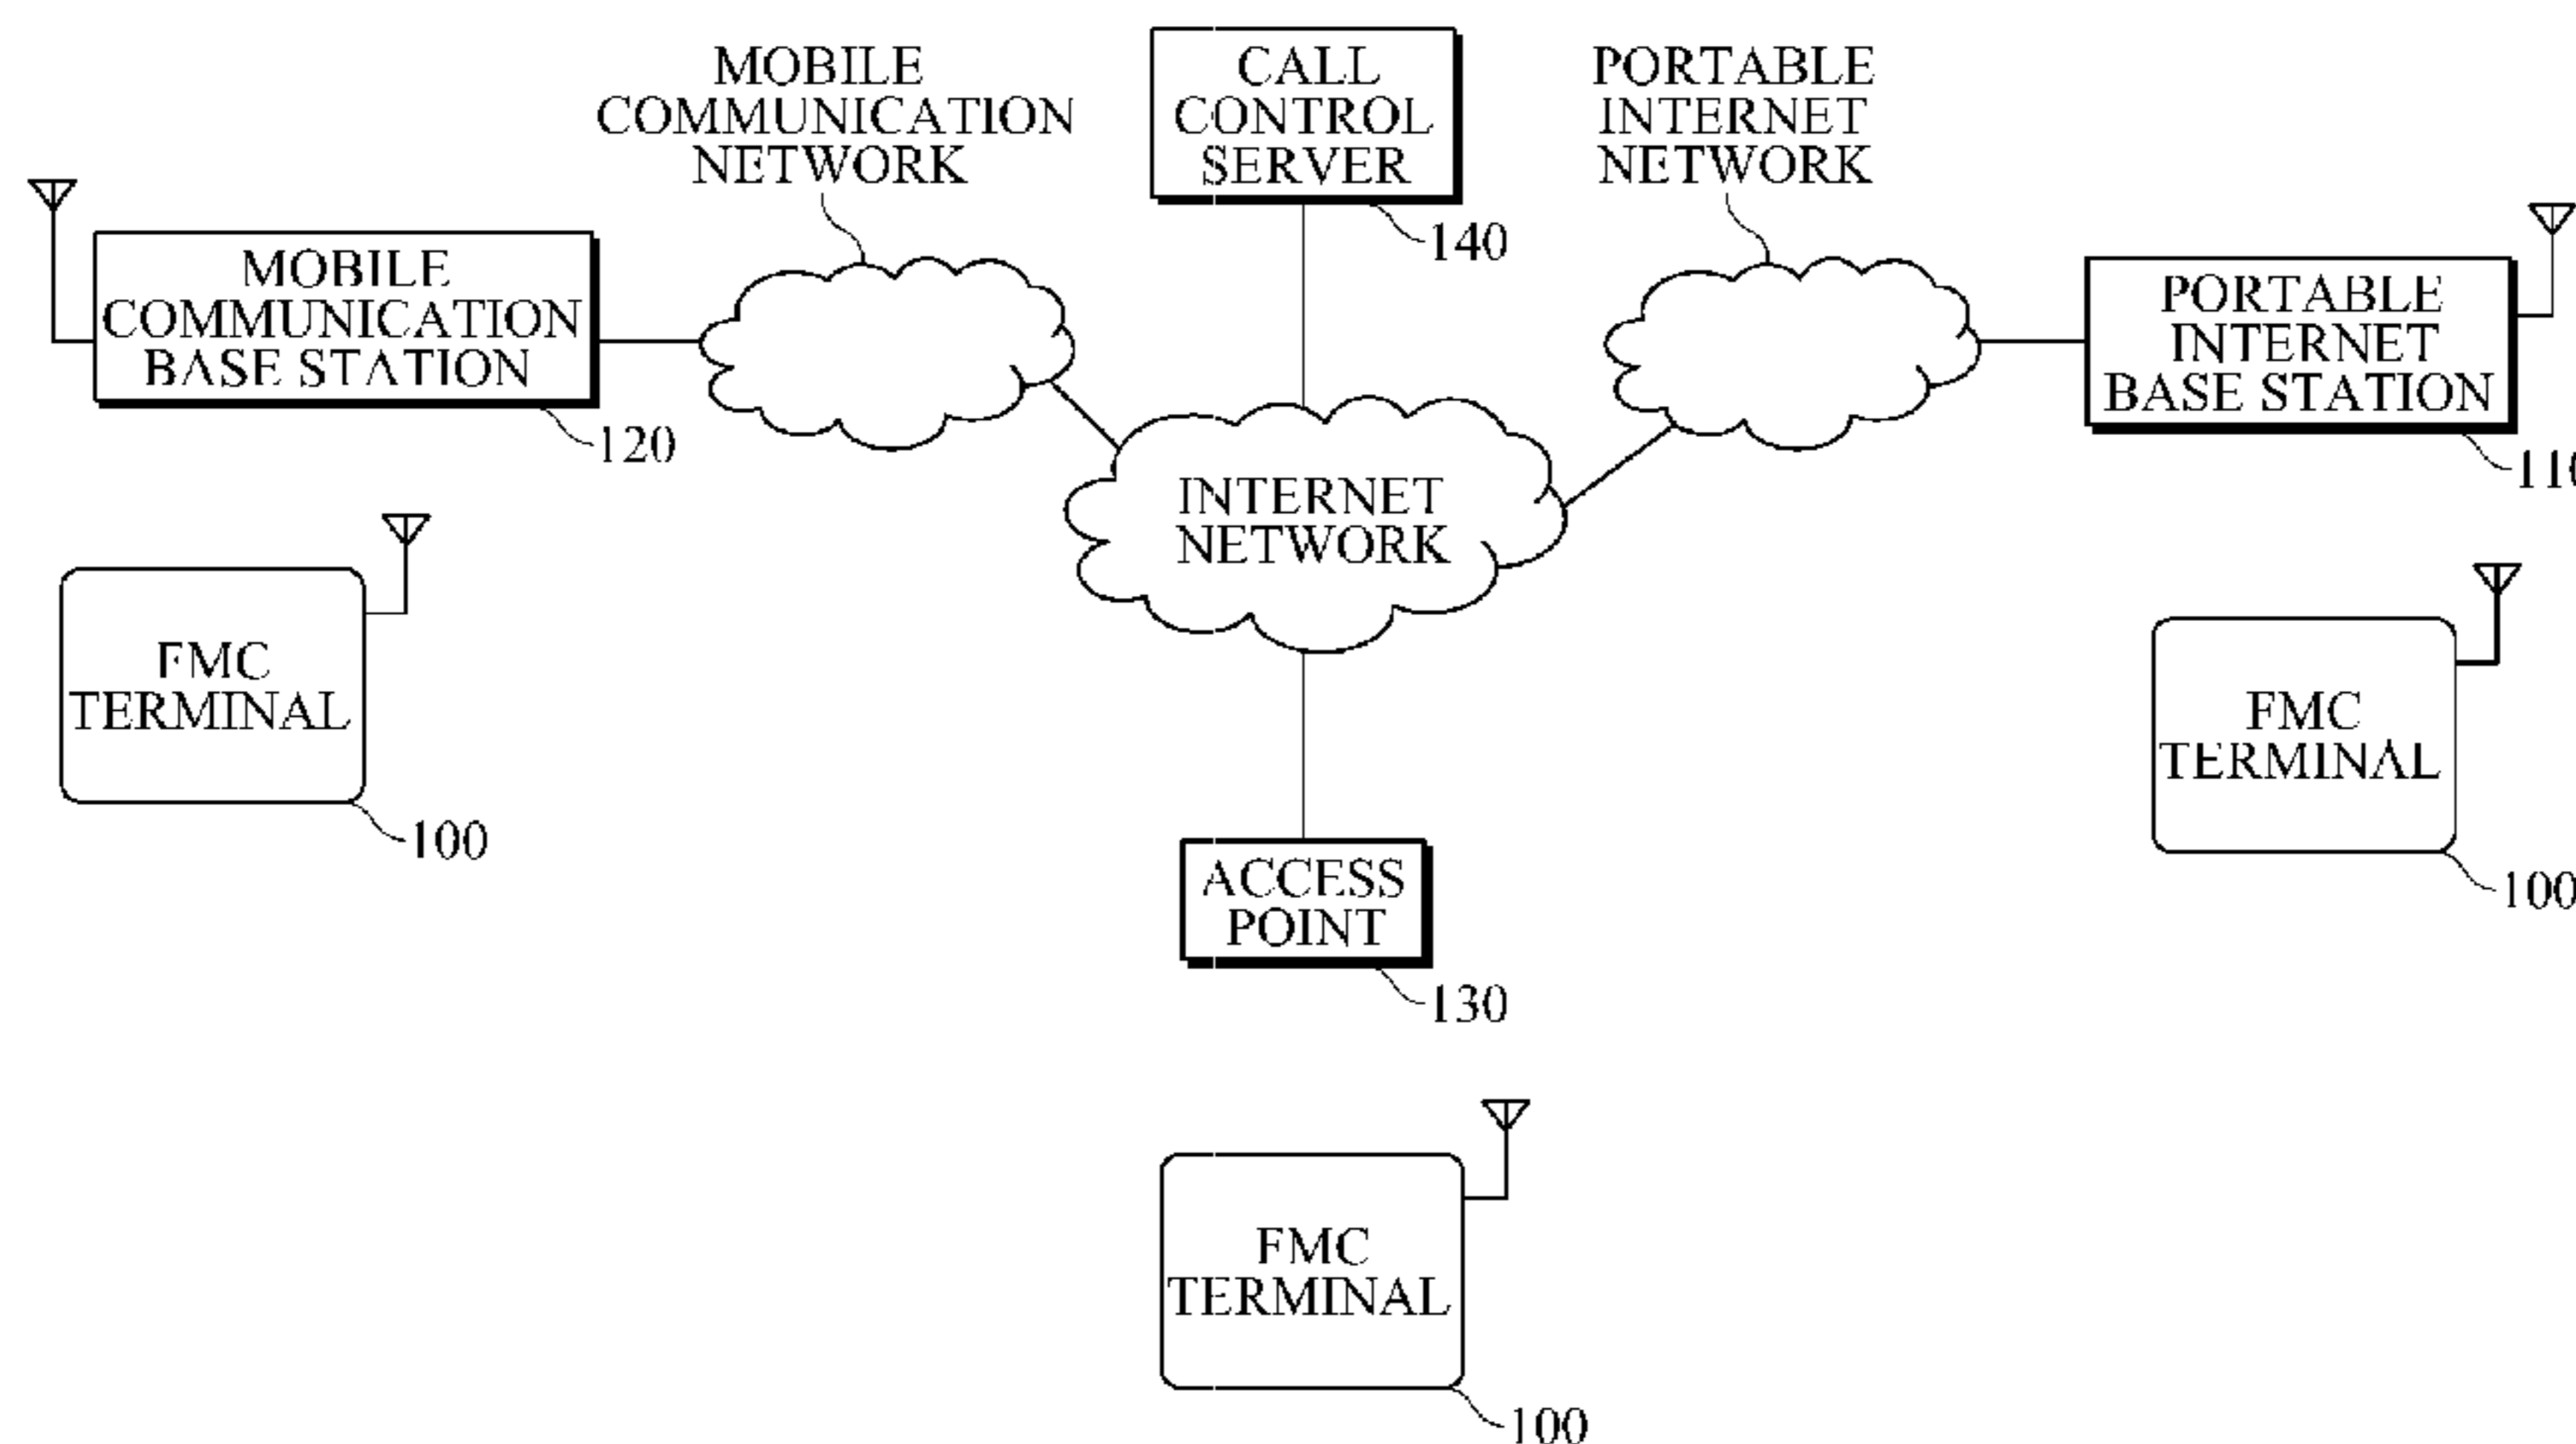 MOBILE
COMMUNICATION
NETWORK
CALL
CONTROL
SERVER
140
PORTABLE
INTERNET
NETWORK
MOBILE
COMMUNICATION
BASE STATION
120
PORTABLE
INTERNET
BASE STATION
110
INTERNET
NETWORK
FMC
TERMINAL
100
FMC
TERMINAL
100
ACCESS
POINT
130
FMC
TERMINAL
100